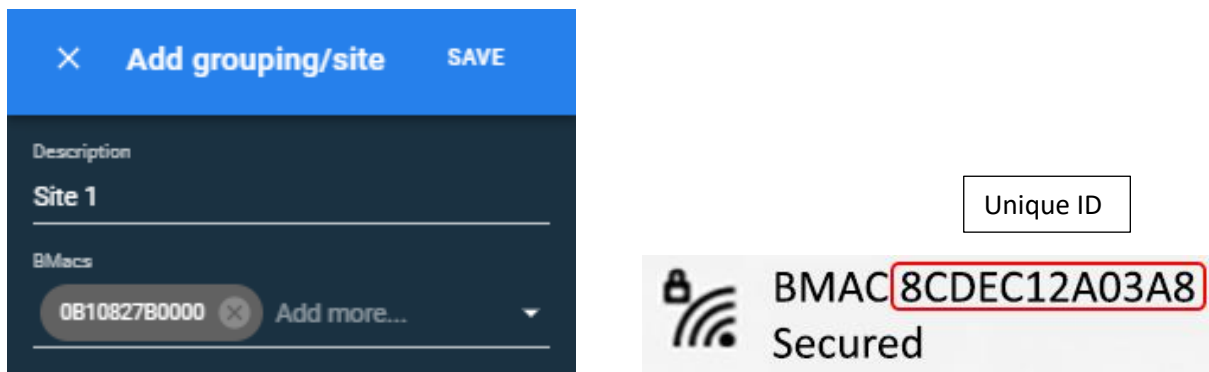 Add grouping/site SAVE
Description
Site 1
BMacs
0B10827B0000 Add more...
Unique ID
BMAC 8CDEC12A03A8
Secured